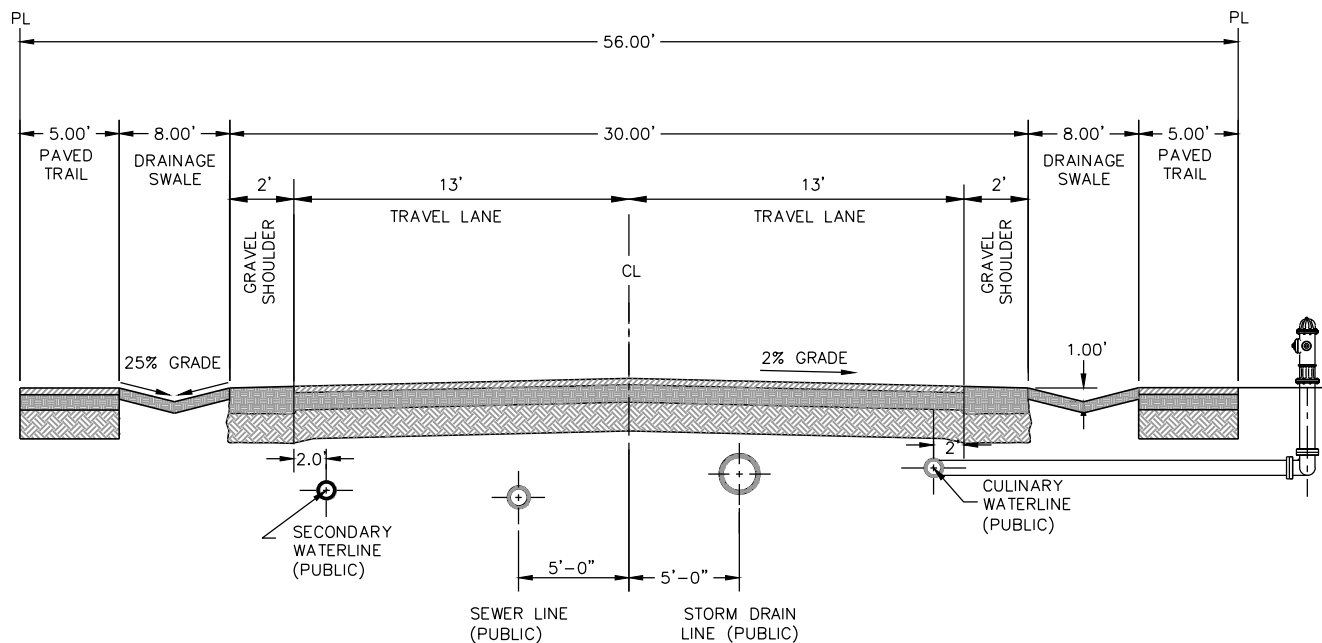 PL
PL
56.00'
5.00'
8.00'
30.00'
8.00'
5.00'
PAVED
TRAIL
DRAINAGE
SWALE
DRAINAGE
SWALE
PAVED
TRAIL
2'
13'
13'
2'
TRAVEL LANE
TRAVEL LANE
GRAVEL
SHOULDER
GRAVEL
SHOULDER
CL
25% GRADE
2% GRADE
1.00'
2.0'
2'
SECONDARY
WATERLINE
(PUBLIC)
CULINARY
WATERLINE
(PUBLIC)
5'-0"
5'-0"
SEWER LINE
(PUBLIC)
STORM DRAIN
LINE (PUBLIC)